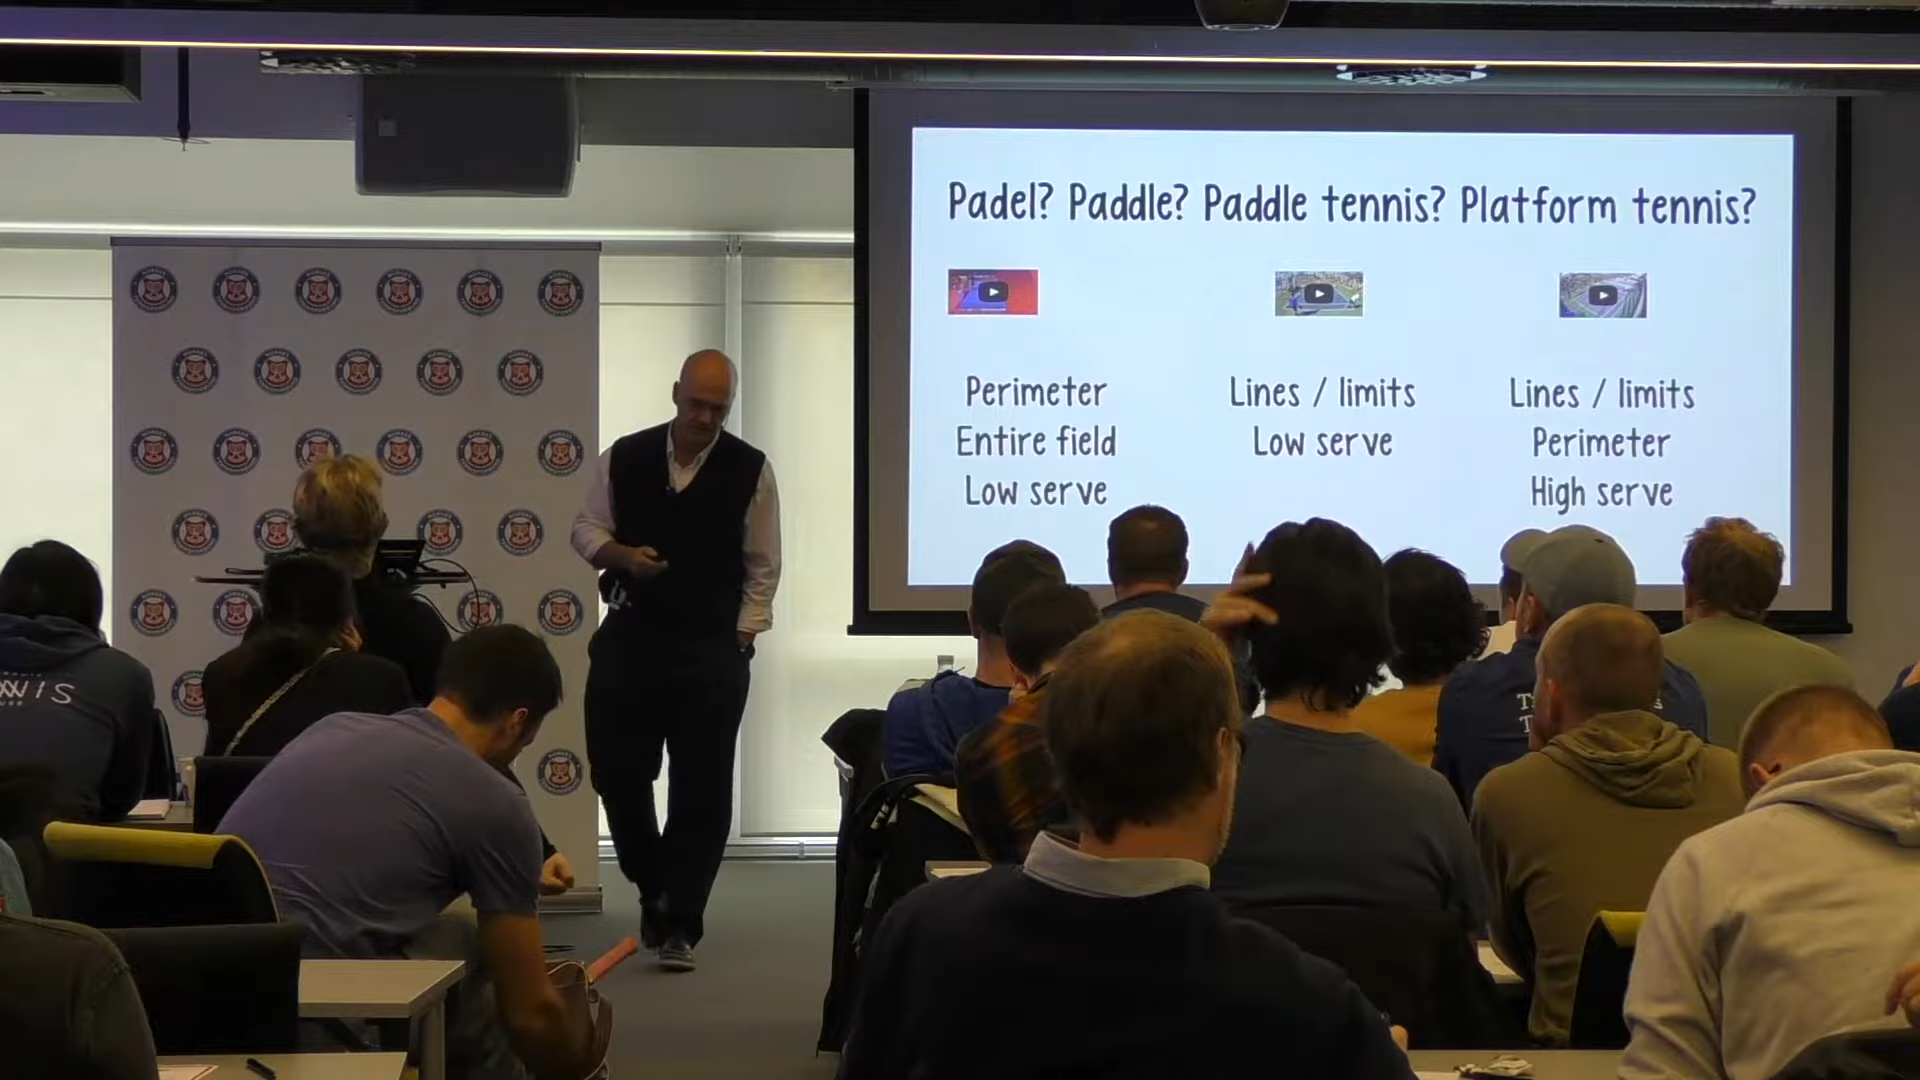 Padel? Paddle? Paddle tennis? Platform tennis?
Perimeter
Entire field
Low serve
Lines / limits
Low serve
Lines / limits
Perimeter
High serve